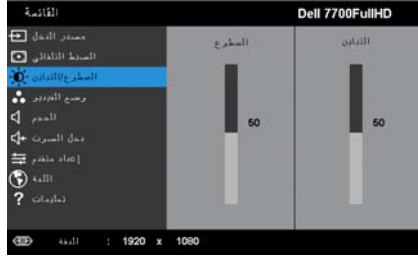 القائمة
Dell 7700FullHD
مصدر الدخل
الضبط التلقائي
السطوع/التباين
وضع الفيديو
الحجم
دخل الصوت
إعداد متقدم
اللغة
تعليمات
السطوع
50
التباين
50
الدقة : 1920 x 1080